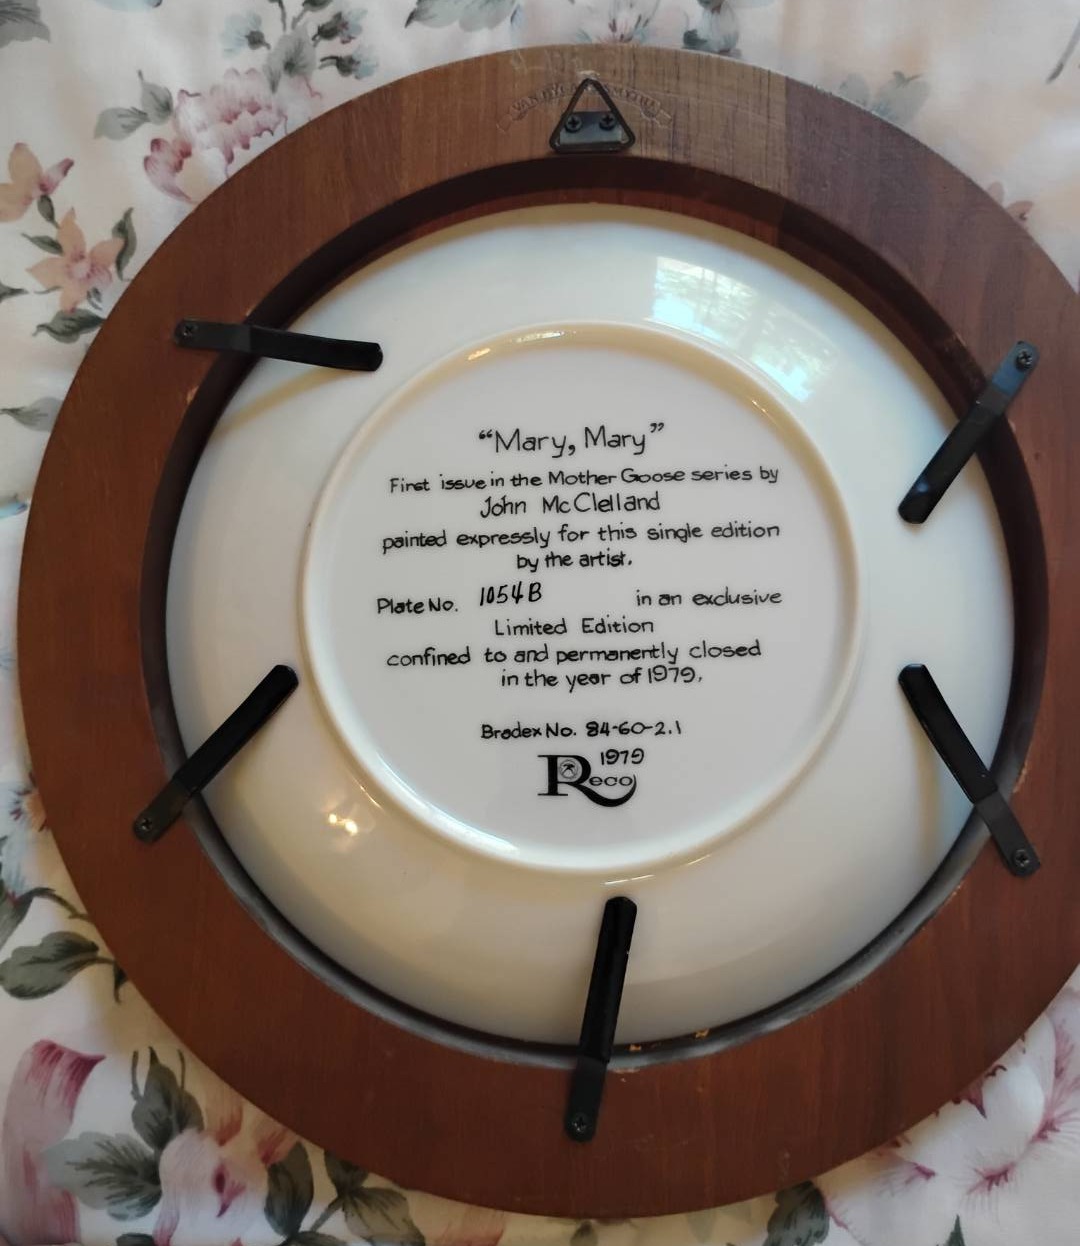 “Mary, Mary”
First issue in the Mother Goose series by
John McClelland
painted expressly for this single edition
by the artist.
Plate No. 1054B in an exclusive
Limited Edition
confined to and permanently closed
in the year of 1979.
Bradex No. 84-60-2.1
1979
Reco